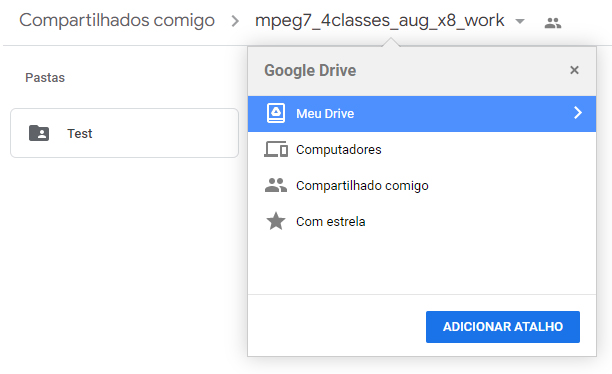 Compartilhados comigo > mpeg7_4classes_aug_x8_work
Pastas
Test
Google Drive
Meu Drive
Computadores
Compartilhado comigo
Com estrela
ADICIONAR ATALHO